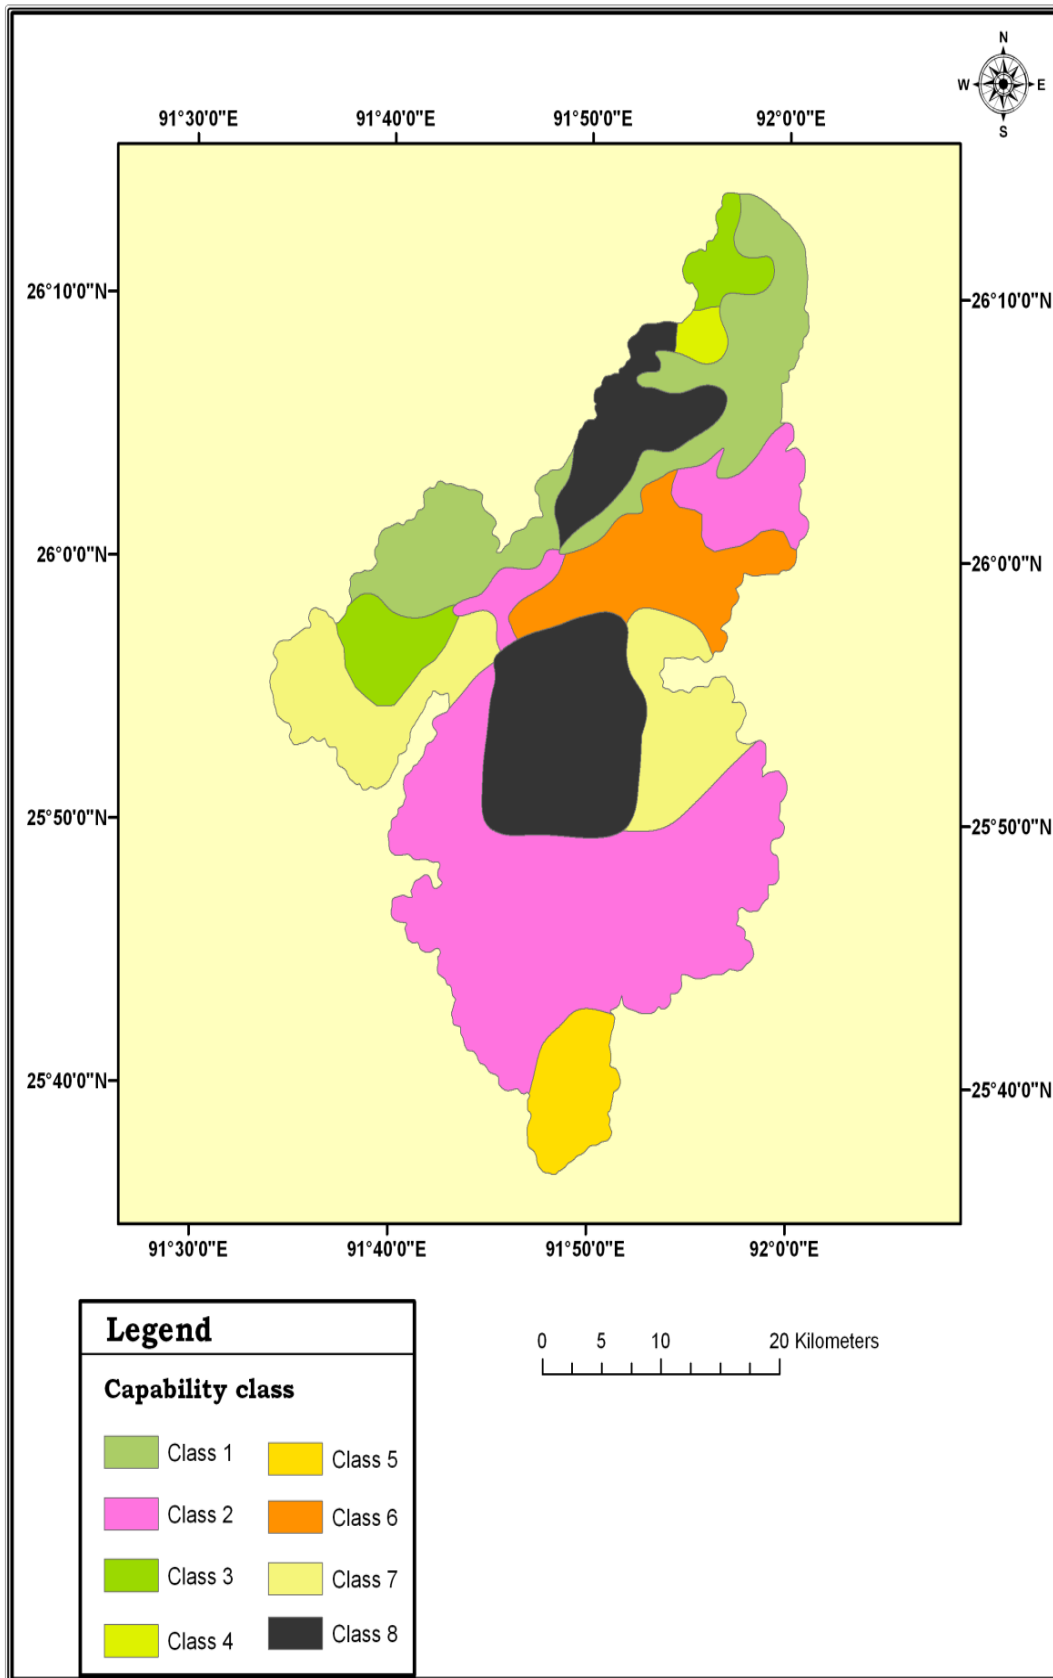 N
W E
S
91°30'0"E 91°40'0"E 91°50'0"E 92°0'0"E
26°10'0"N 26°10'0"N
26°0'0"N 26°0'0"N
25°50'0"N 25°50'0"N
25°40'0"N 25°40'0"N
91°30'0"E 91°40'0"E 91°50'0"E 92°0'0"E
Legend
Capability class
Class 1
Class 2
Class 3
Class 4
Class 5
Class 6
Class 7
Class 8
0 5 10 20 Kilometers